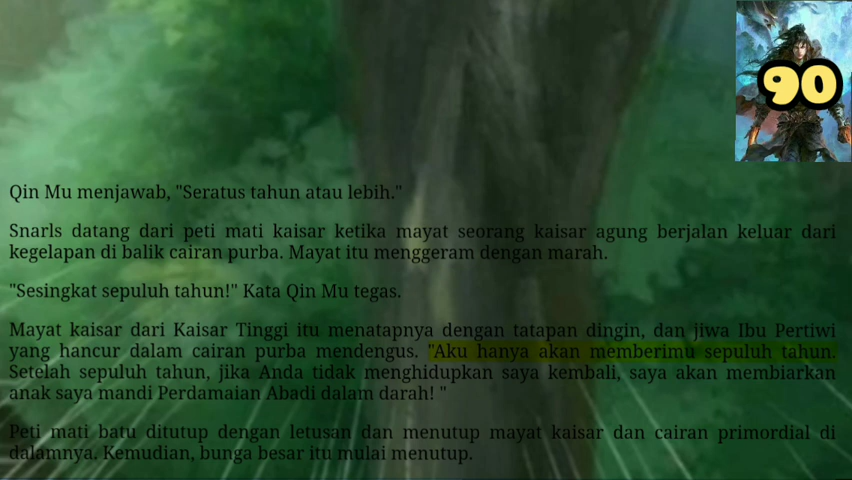 90
Qin Mu menjawab, "Seratus tahun atau lebih."
Snarls datang dari peti mati kaisar ketika mayat seorang kaisar agung berjalan keluar dari
kegelapan di balik cairan purba. Mayat itu menggeram dengan marah.
"Sesingkat sepuluh tahun!" Kata Qin Mu tegas.
Mayat kaisar dari Kaisar Tinggi itu menatapnya dengan tatapan dingin, dan jiwa Ibu Pertiwi
yang hancur dalam cairan purba mendengus. "Aku hanya akan memberimu sepuluh tahun.
Setelah sepuluh tahun, jika Anda tidak menghidupkan saya kembali, saya akan membiarkan
anak saya mandi Perdamaian Abadi dalam darah! "
Peti mati batu ditutup dengan letusan dan menutup mayat kaisar dan cairan primordial di
dalamnya. Kemudian, bunga besar itu mulai menutup.